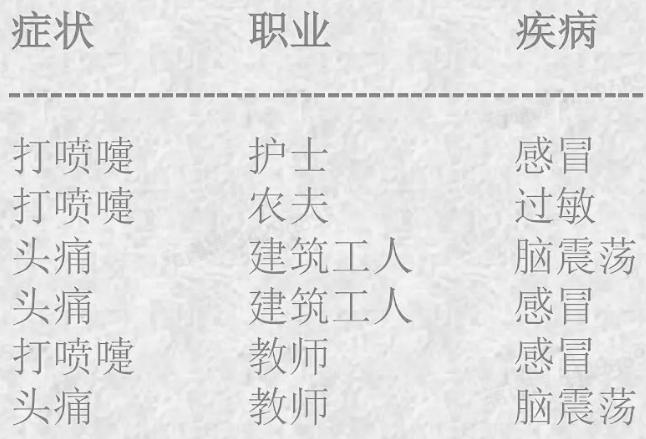 症状 职业 疾病
打喷嚏 护士 感冒
打喷嚏 农夫 过敏
头痛 建筑工人 脑震荡
头痛 建筑工人 感冒
打喷嚏 教师 感冒
头痛 教师 脑震荡